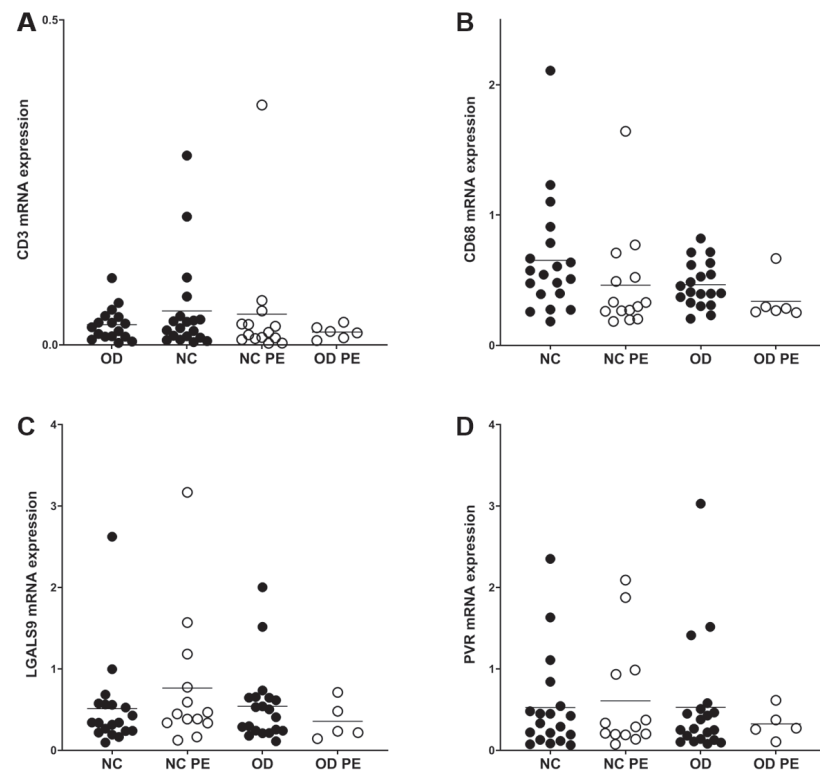 A
0.5
CD3 mRNA expression
0.0
OD NC NC PE OD PE
B
2
CD68 mRNA expression
1
0
NC NC PE OD OD PE
C
4
3
LGALS9 mRNA expression
2
1
0
NC NC PE OD OD PE
D
4
3
PVR mRNA expression
2
1
0
NC NC PE OD OD PE